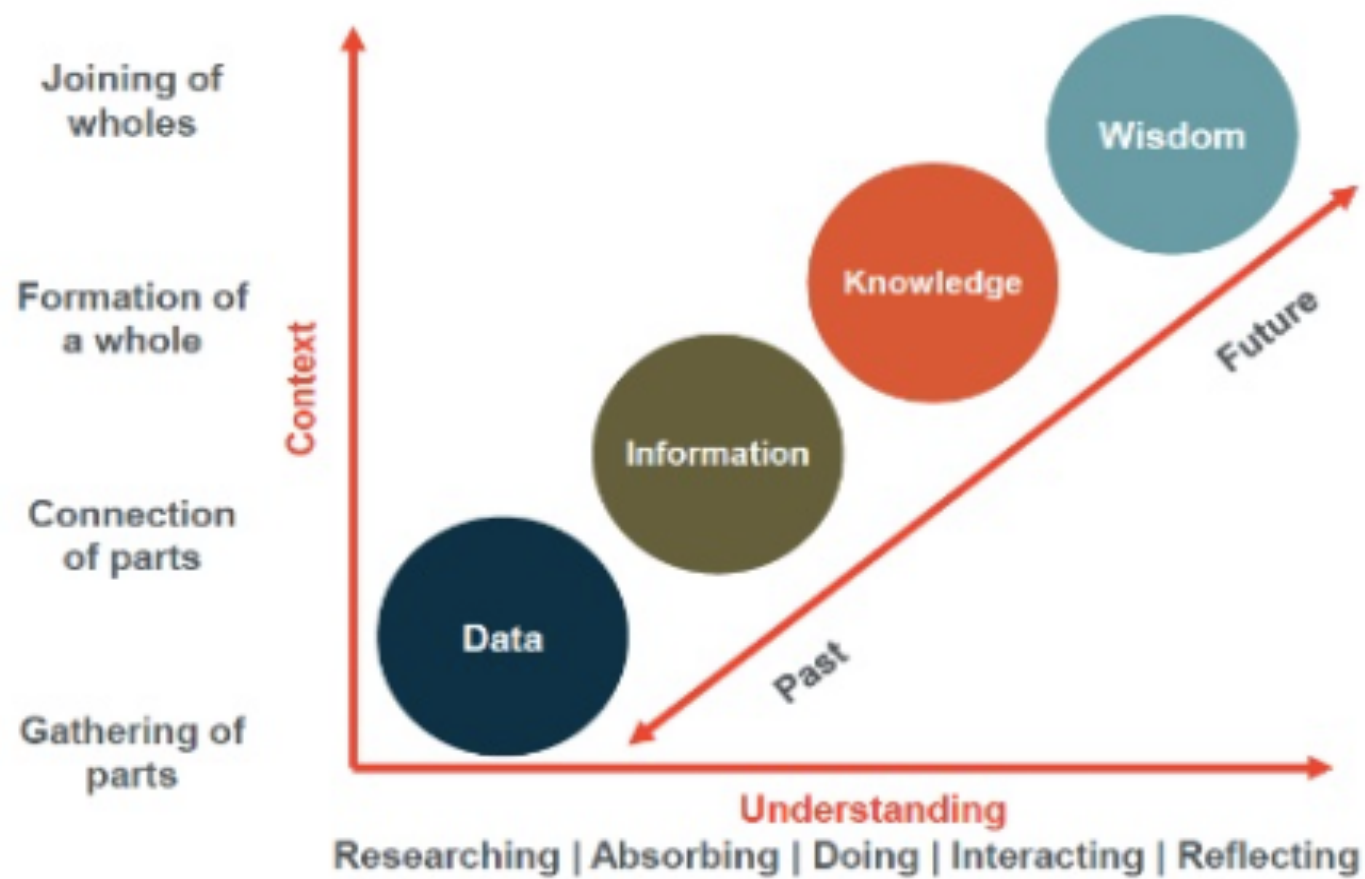 Joining of
wholes
Wisdom
Knowledge
Formation of
a whole
Future
Context
Information
Connection
of parts
Data
Past
Gathering of
parts
Understanding
Researching | Absorbing | Doing | Interacting | Reflecting